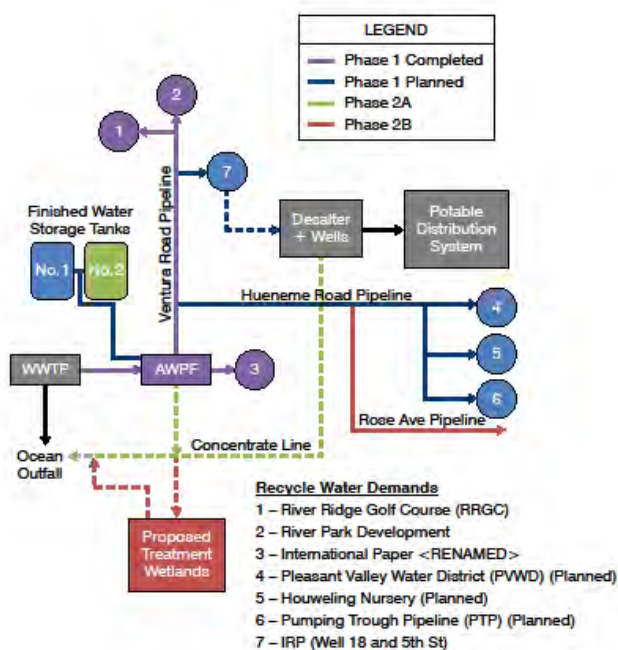 LEGEND
Phase 1 Completed
Phase 1 Planned
Phase 2A
Phase 2B
2
1
7
Ventura Road Pipeline
Finished Water
Storage Tanks
No. 1
No. 2
Desalter
+ Wells
Potable
Distribution
System
Hueneme Road Pipeline
4
5
6
WWTP
AWPF
3
Rose Ave Pipeline
Concentrate Line
Ocean
Outfall
Proposed
Treatment
Wetlands
Recycle Water Demands
1 – River Ridge Golf Course (RRGC)
2 – River Park Development
3 – International Paper <RENAMED>
4 – Pleasant Valley Water District (PVWD) (Planned)
5 – Houweling Nursery (Planned)
6 – Pumping Trough Pipeline (PTP) (Planned)
7 – IRP (Well 18 and 5th St)